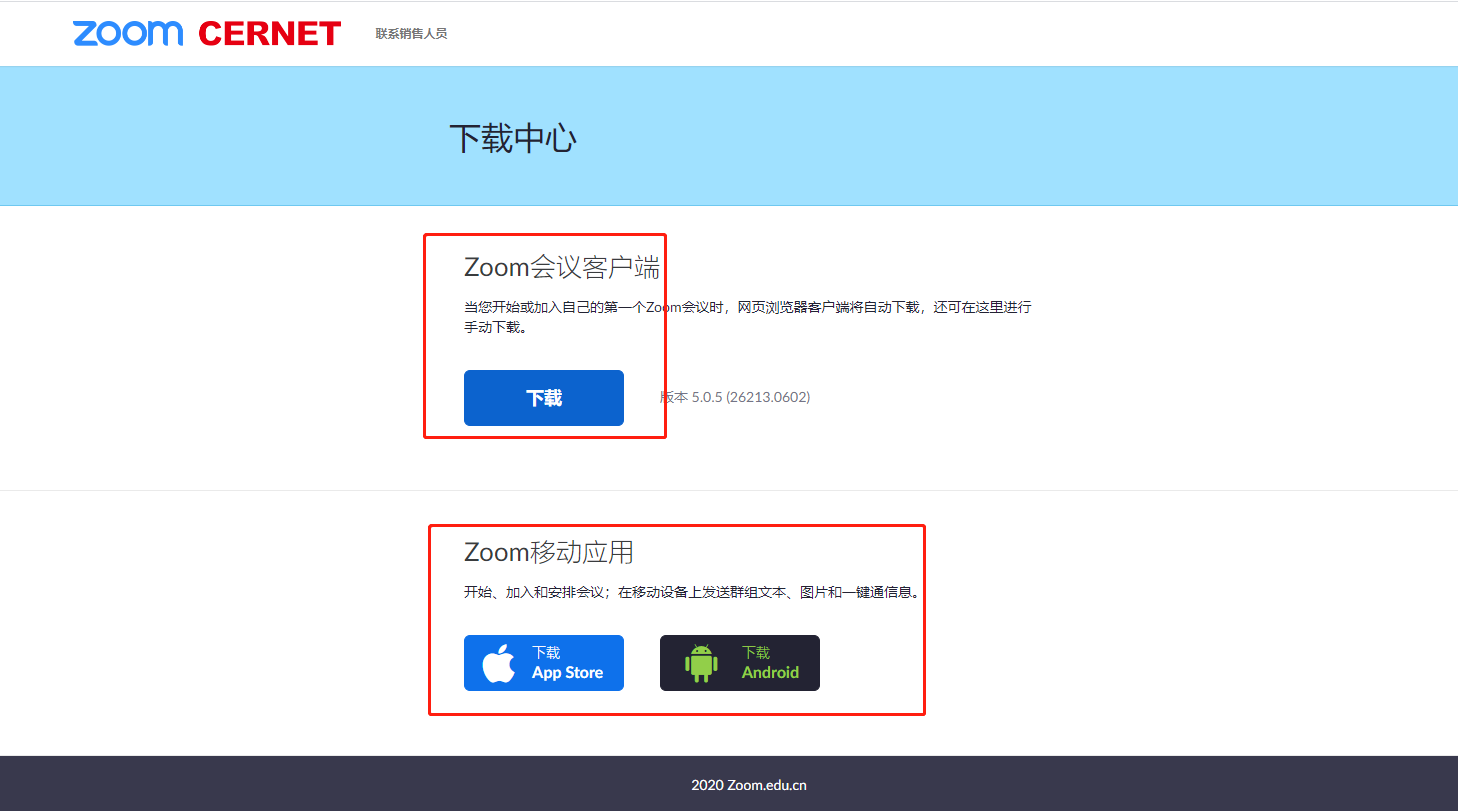 zoom CERNET 联系销售人员
下载中心
Zoom会议客户端
当您开始或加入自己的第一个Zoom会议时，网页浏览器客户端将自动下载，还可在这里进行
手动下载。
下载 版本 5.0.5 (26213.0602)
Zoom移动应用
开始、加入和安排会议；在移动设备上发送群组文本、图片和一键通信息。
下载 下载
App Store Android
2020 Zoom.edu.cn